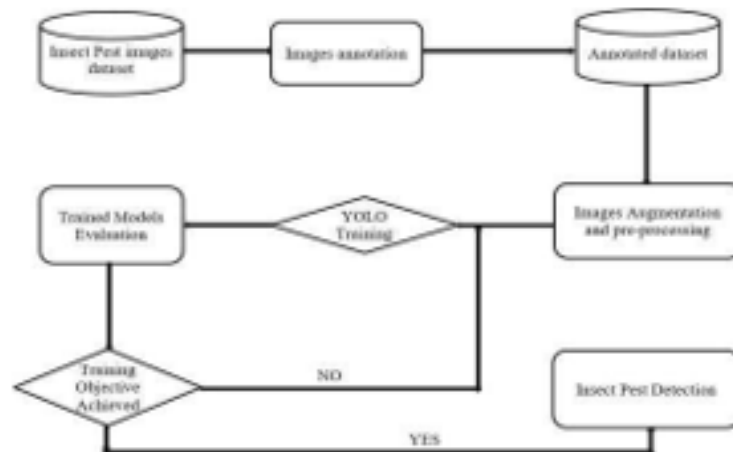 Insect Pest images
dataset
Images annotation
Annotated dataset
Trained Models
Evaluation
YOLO
Training
Images Augmentation
and pre-processing
Training
Objective
Achieved
NO
Insect Pest Detection
YES